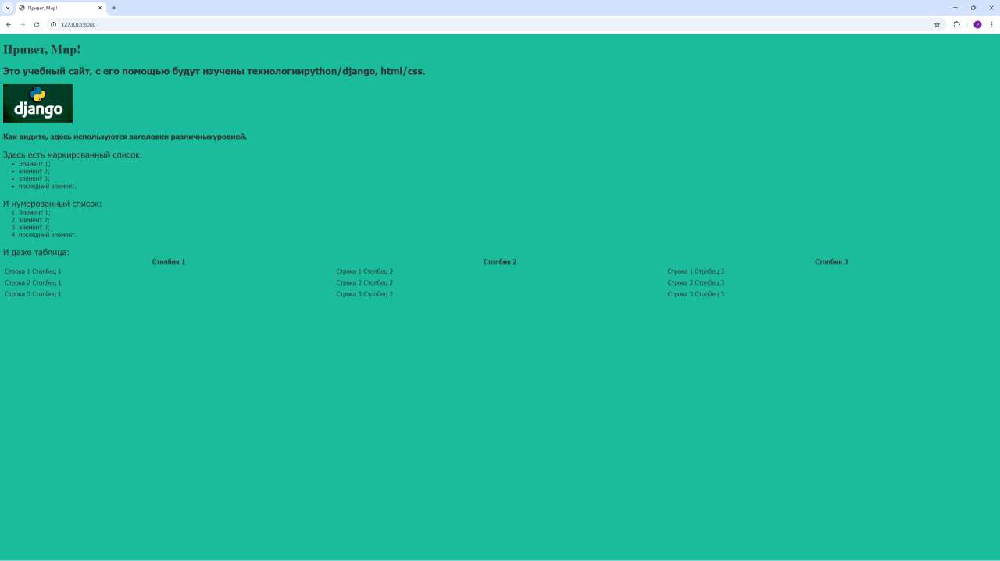 Привет, Мир!
127.0.0.1:8000
P
Привет, Мир!
Это учебный сайт, с его помощью будут изучены технологииpython/django, html/css.
django
Как видите, здесь используются заголовки различныхуровней.
Здесь есть маркированный список:
• Элемент 1;
• элемент 2;
• элемент 3;
• последний элемент.
И нумерованный список:
1. Элемент 1;
2. элемент 2;
3. элемент 3;
4. последний элемент.
И даже таблица:
Столбик 1 Столбик 2 Столбик 3
Строка 1 Столбец 1 Строка 1 Столбец 2 Строка 1 Столбец 3
Строка 2 Столбец 1 Строка 2 Столбец 2 Строка 2 Столбец 3
Строка 3 Столбец 1 Строка 3 Столбец 2 Строка 3 Столбец 3